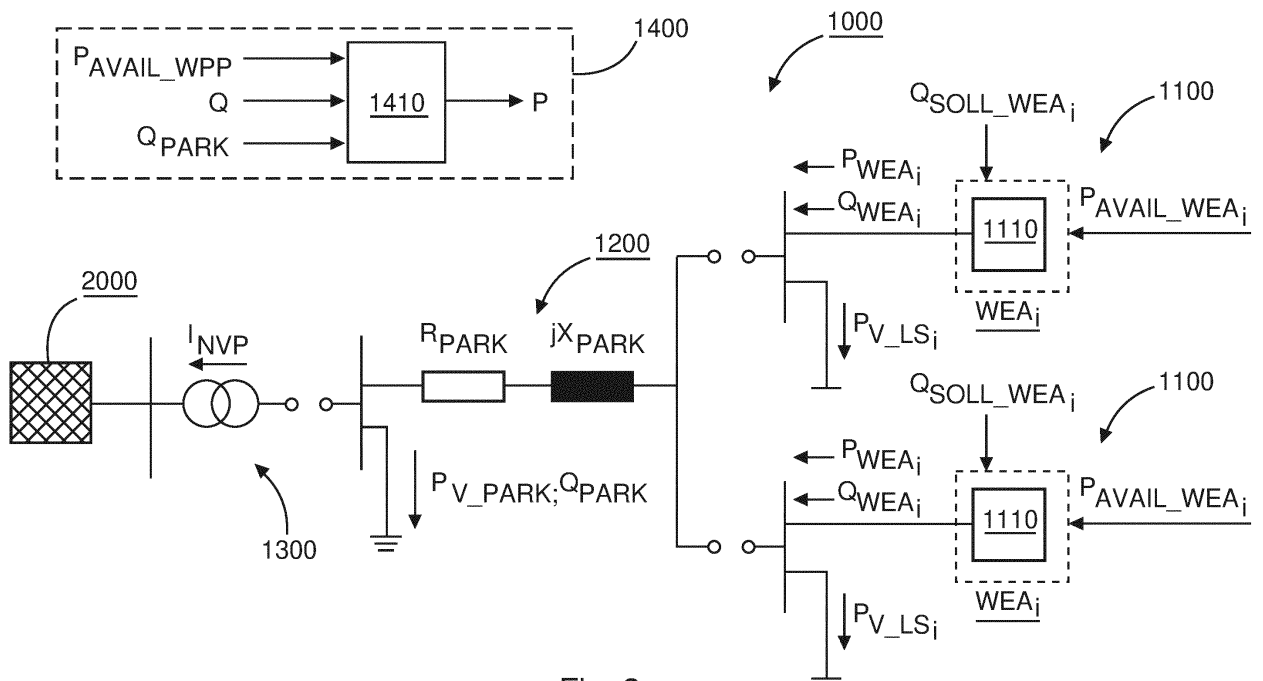 1400
P_AVAIL_WPP
Q
Q_PARK
1410
P
1000
Q_SOLL_WEA_i
1100
P_WEA_i
Q_WEA_i
1110
P_AVAIL_WEA_i
WEA_i
P_V_LS_i
2000
I_NVP
1200
R_PARK
jX_PARK
P_V_PARK;Q_PARK
1300
Q_SOLL_WEA_i
1100
P_WEA_i
Q_WEA_i
1110
P_AVAIL_WEA_i
WEA_i
P_V_LS_i